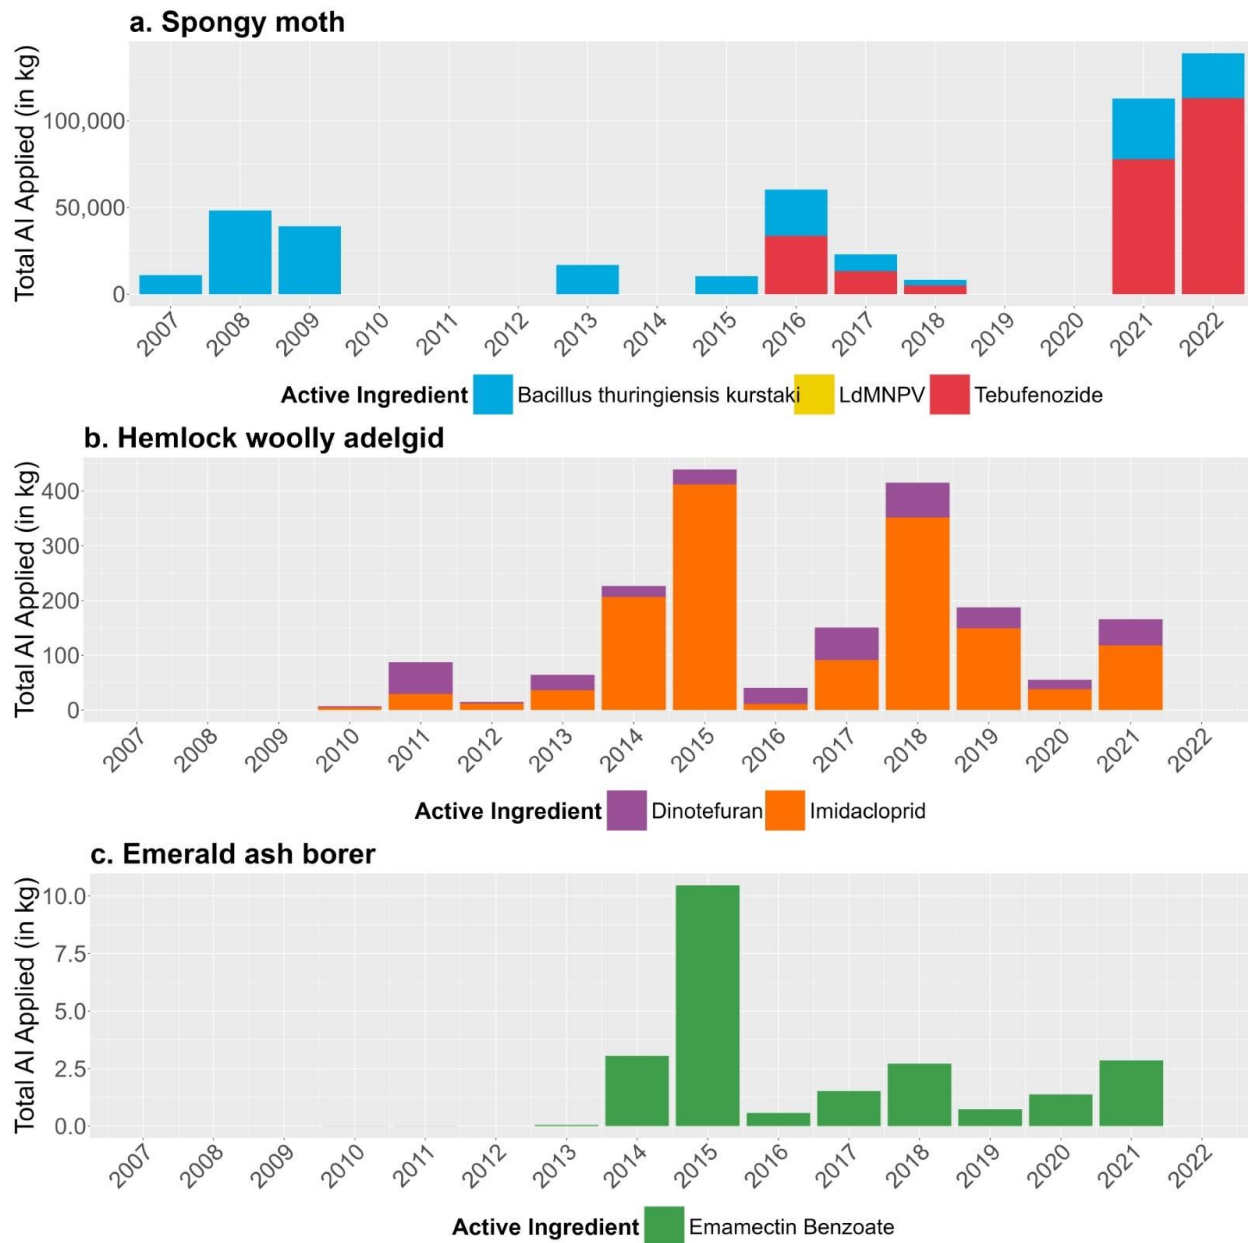 a. Spongy moth
Total AI Applied (in kg)
100,000
50,000
0
2007 2008 2009 2010 2011 2012 2013 2014 2015 2016 2017 2018 2019 2020 2021 2022
Active Ingredient Bacillus thuringiensis kurstaki LdMNPV Tebufenozide
b. Hemlock woolly adelgid
Total AI Applied (in kg)
400
300
200
100
0
2007 2008 2009 2010 2011 2012 2013 2014 2015 2016 2017 2018 2019 2020 2021 2022
Active Ingredient Dinotefuran Imidacloprid
c. Emerald ash borer
Total AI Applied (in kg)
10.0
7.5
5.0
2.5
0.0
2007 2008 2009 2010 2011 2012 2013 2014 2015 2016 2017 2018 2019 2020 2021 2022
Active Ingredient Emamectin Benzoate